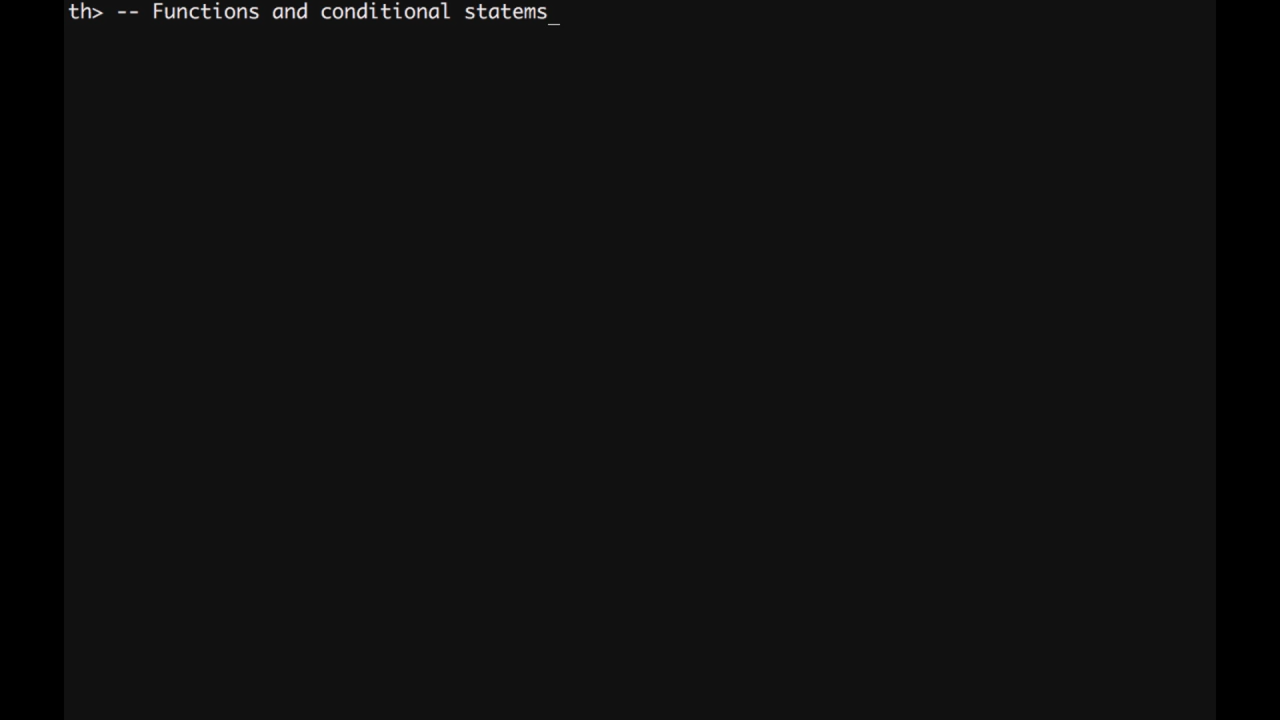 th> -- Functions and conditional statems_